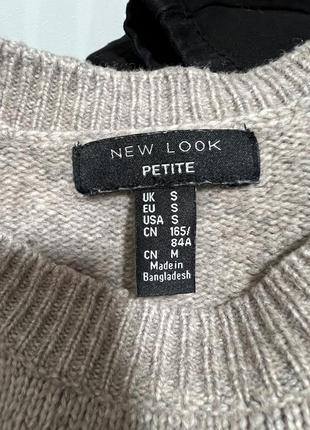 NEW LOOK
PETITE
UK S
EU S
USA S
CN 165/
84A
CN M
Made in
Bangladesh